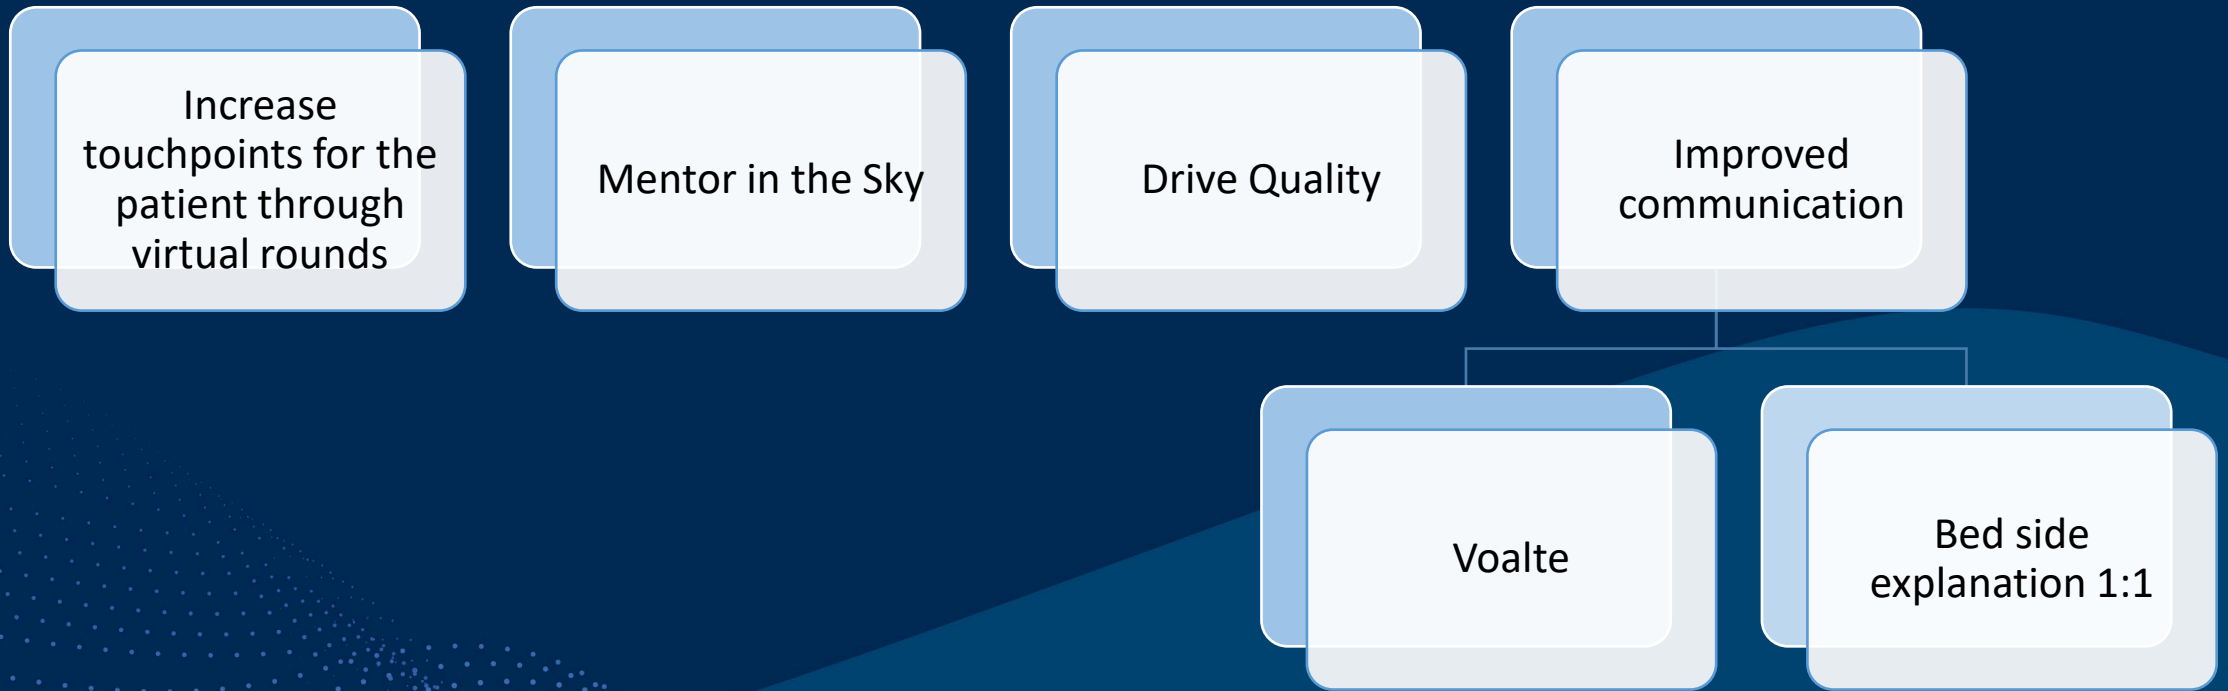 Increase
touchpoints for the
patient through
virtual rounds
Mentor in the Sky
Drive Quality
Improved
communication
Voalte
Bed side
explanation 1:1